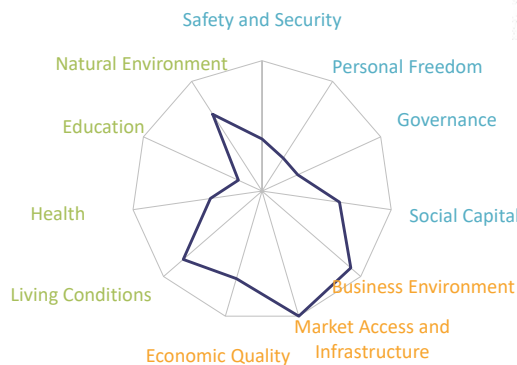 Safety and Security
Natural Environment
Personal Freedom
Education
Governance
Health
Social Capital
Living Conditions
Business Environment
Market Access and
Infrastructure
Economic Quality